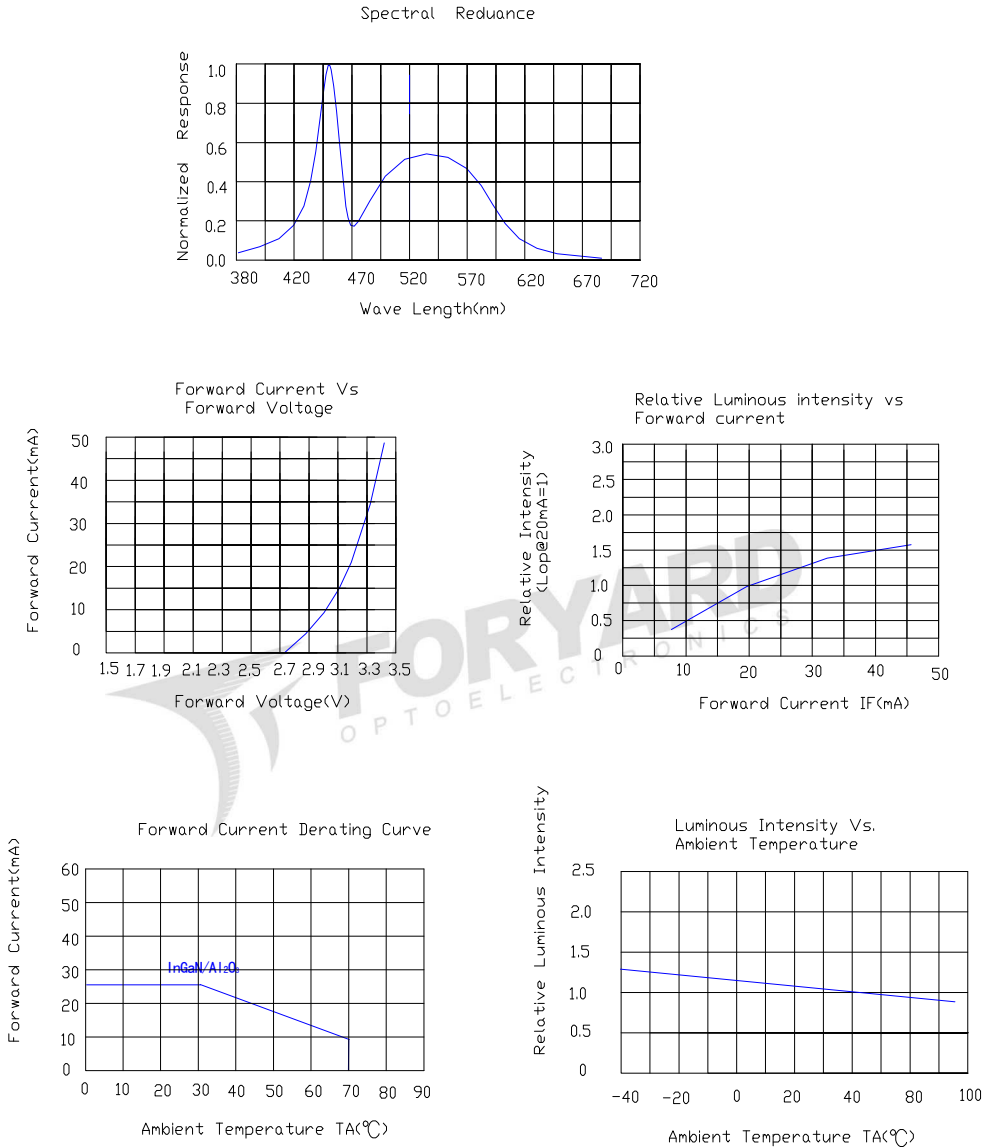 Spectral Reduance
Normalized Response
1.0
0.8
0.6
0.4
0.2
0.0
380 420 470 520 570 620 670 720
Wave Length(nm)
Forward Current Vs
Forward Voltage
Forward Current(mA)
50
40
30
20
10
0
1.5 1.7 1.9 2.1 2.3 2.5 2.7 2.9 3.1 3.3 3.5
Forward Voltage(V)
Relative Luminous intensity vs
Forward current
Relative Intensity
(Lop@20mA=1)
3.0
2.5
2.0
1.5
1.0
0.5
0
0 10 20 30 40 50
Forward Current IF(mA)
FORYARD
OPTOELECTRONICS
Forward Current Derating Curve
Forward Current(mA)
60
50
40
30
20
10
0
InGaN/Al₂O₃
0 10 20 30 40 50 60 70 80 90
Ambient Temperature TA(℃)
Luminous Intensity Vs.
Ambient Temperature
Relative Luminous Intensity
2.5
2.0
1.5
1.0
0.5
0
-40 -20 0 20 40 80 100
Ambient Temperature TA(℃)